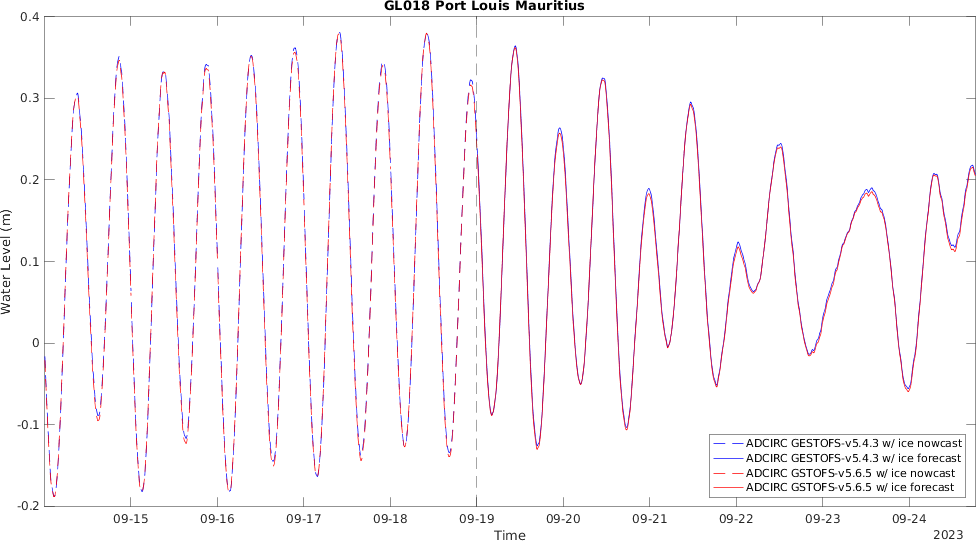 GL018 Port Louis Mauritius
0.4
0.3
0.2
0.1
0
-0.1
-0.2
Water Level (m)
09-15 09-16 09-17 09-18 09-19 09-20 09-21 09-22 09-23 09-24
Time
2023
ADCIRC GESTOFS-v5.4.3 w/ ice nowcast
ADCIRC GESTOFS-v5.4.3 w/ ice forecast
ADCIRC GSTOFS-v5.6.5 w/ ice nowcast
ADCIRC GSTOFS-v5.6.5 w/ ice forecast